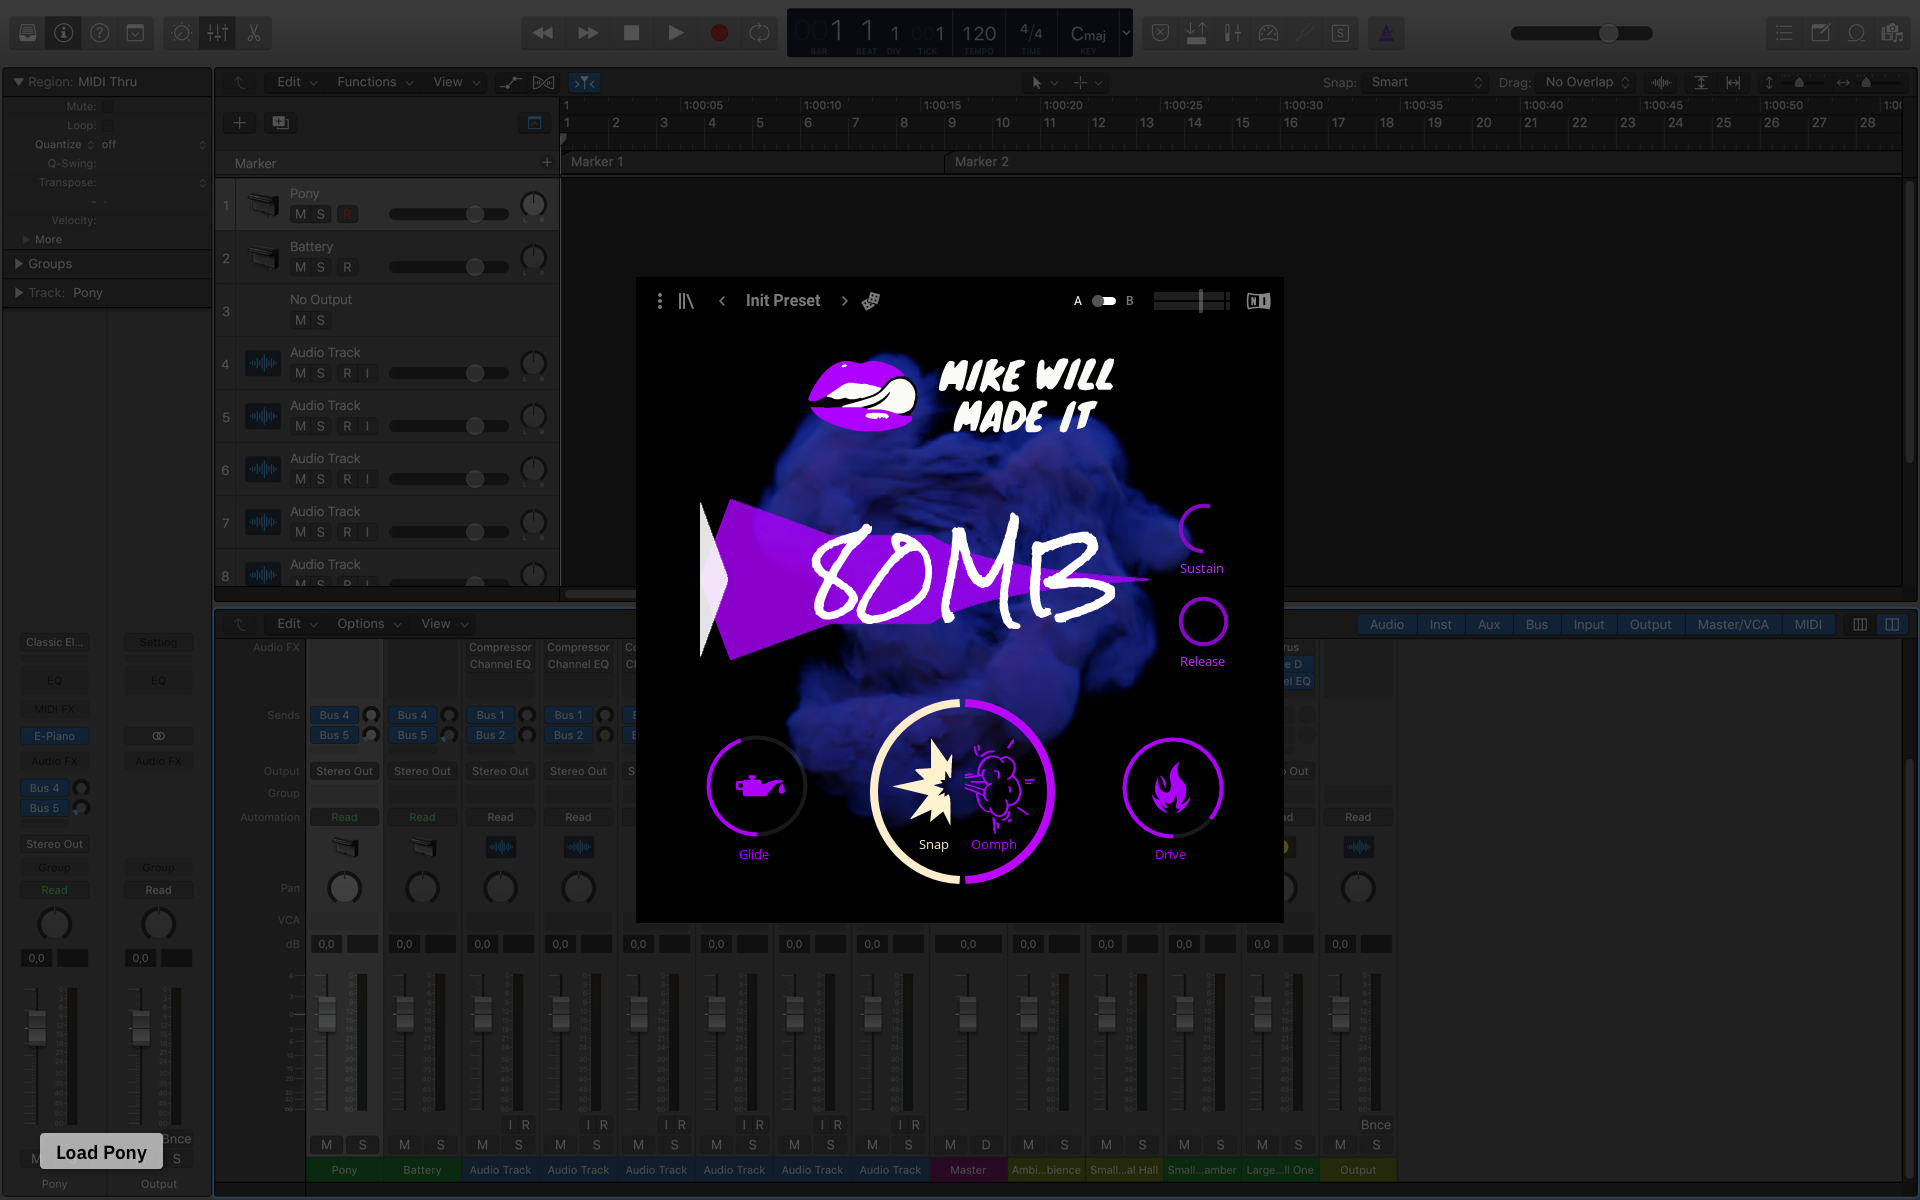 1 1 1 1 120 4/4 Cmaj
BAR BEAT DIV TICK TEMPO TIME KEY
Region: MIDI Thru
Mute:
Loop:
Quantize off
Q-Swing:
Transpose:
Velocity:
More
Groups
Track: Pony
Edit Functions View
Snap: Smart Drag: No Overlap
1 1:00:05 1:00:10 1:00:15 1:00:20 1:00:25 1:00:30 1:00:35 1:00:40 1:00:45 1:00:50
1 2 3 4 5 6 7 8 9 10 11 12 13 14 15 16 17 18 19 20 21 22 23 24 25 26 27 28
Marker
Marker 1 Marker 2
1 Pony
M S R
2 Battery
M S R
3 No Output
M S
4 Audio Track
M S R I
5 Audio Track
M S R I
6 Audio Track
M S R I
7 Audio Track
M S R I
8 Audio Track
M S R I
Init Preset
A B
NI
MIKE WILL
MADE IT
80MB
Sustain
Release
Glide
Snap Oomph
Drive
Edit Options View
Audio Inst Aux Bus Input Output Master/VCA MIDI
Classic El... Setting
EQ EQ
MIDI FX
E-Piano
Audio FX Audio FX
Bus 4
Bus 5
Stereo Out
Group Group
Read Read
0,0 0,0
Bnce
M S
Load Pony
Pony Output
Audio FX Compressor Compressor
Channel EQ Channel EQ
Sends Bus 4 Bus 4 Bus 1 Bus 1
Bus 5 Bus 5 Bus 2 Bus 2
Output Stereo Out Stereo Out Stereo Out Stereo Out
Group
Automation Read Read Read Read Read
Pan
VCA
dB 0,0 0,0 0,0 0,0 0,0 0,0 0,0 0,0 0,0 0,0 0,0 0,0 0,0 0,0
I R I R I R I R I R I R Bnce
M S M S M S M S M S M S M S M S M D M S M S M S M S M S
Pony Battery Audio Track Audio Track Audio Track Audio Track Audio Track Audio Track Master Ambi...bience Small...al Hall Small...amber Large...ll One Output